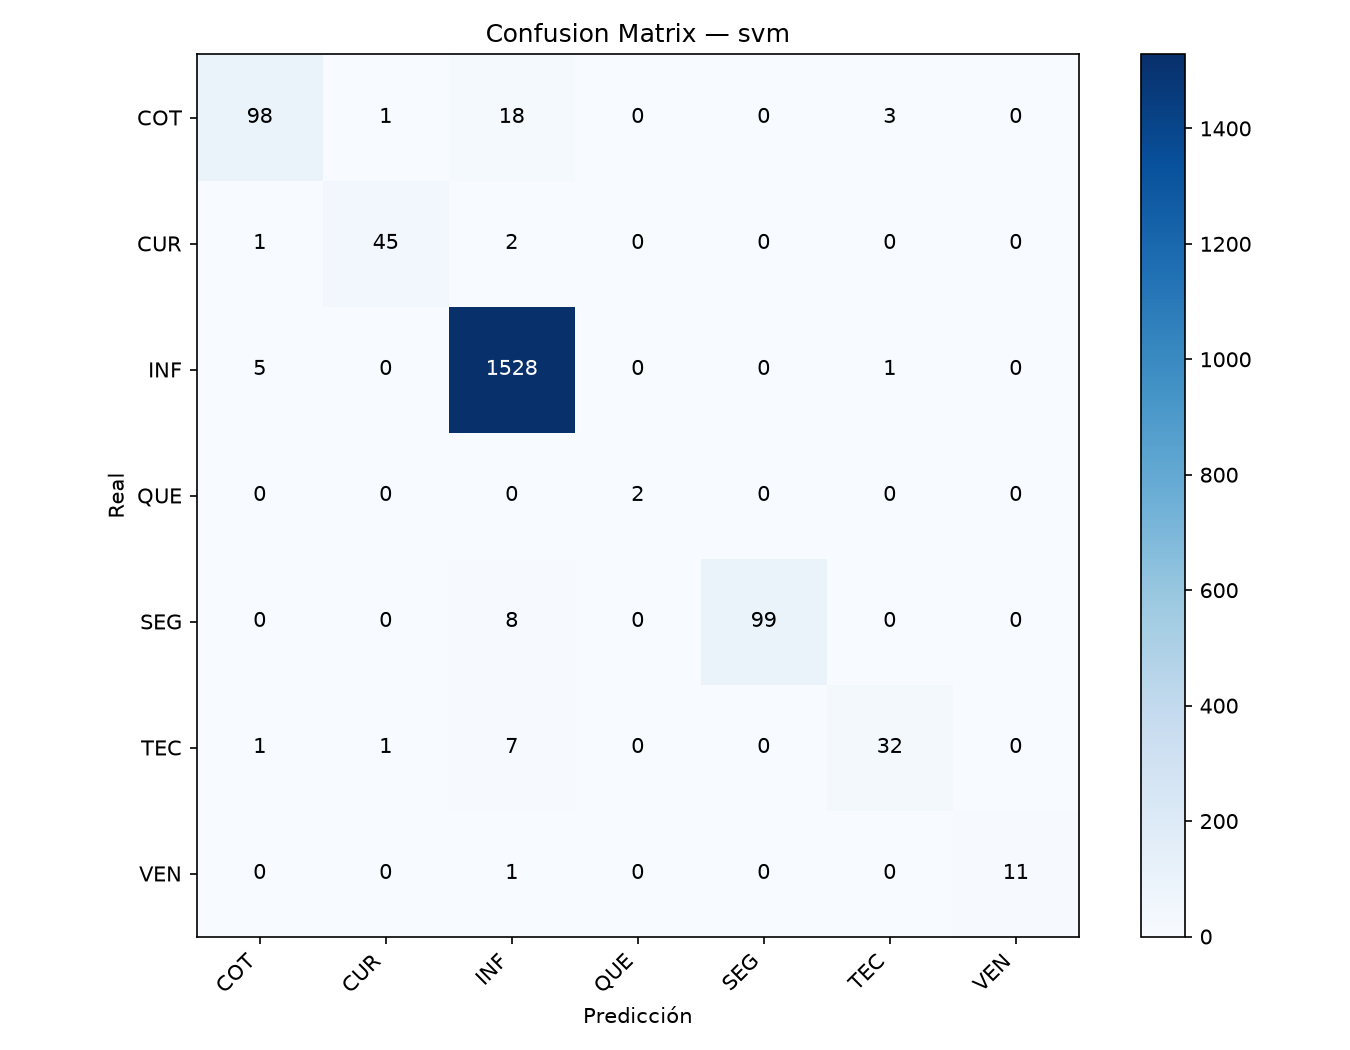 Confusion Matrix — svm
COT 98 1 18 0 0 3 0
CUR 1 45 2 0 0 0 0
INF 5 0 1528 0 0 1 0
QUE 0 0 0 2 0 0 0
SEG 0 0 8 0 99 0 0
TEC 1 1 7 0 0 32 0
VEN 0 0 1 0 0 0 11
Real
COT CUR INF QUE SEG TEC VEN
Predicción
1400
1200
1000
800
600
400
200
0